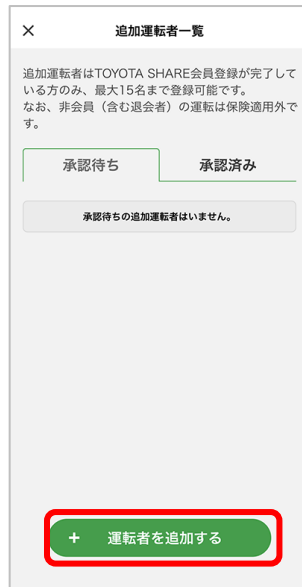 × 追加運転者一覧
追加運転者はTOYOTA SHARE会員登録が完了して
いる方のみ、最大15名まで登録可能です。
なお、非会員（含む退会者）の運転は保険適用外で
す。
承認待ち 承認済み
承認待ちの追加運転者はいません。
+ 運転者を追加する